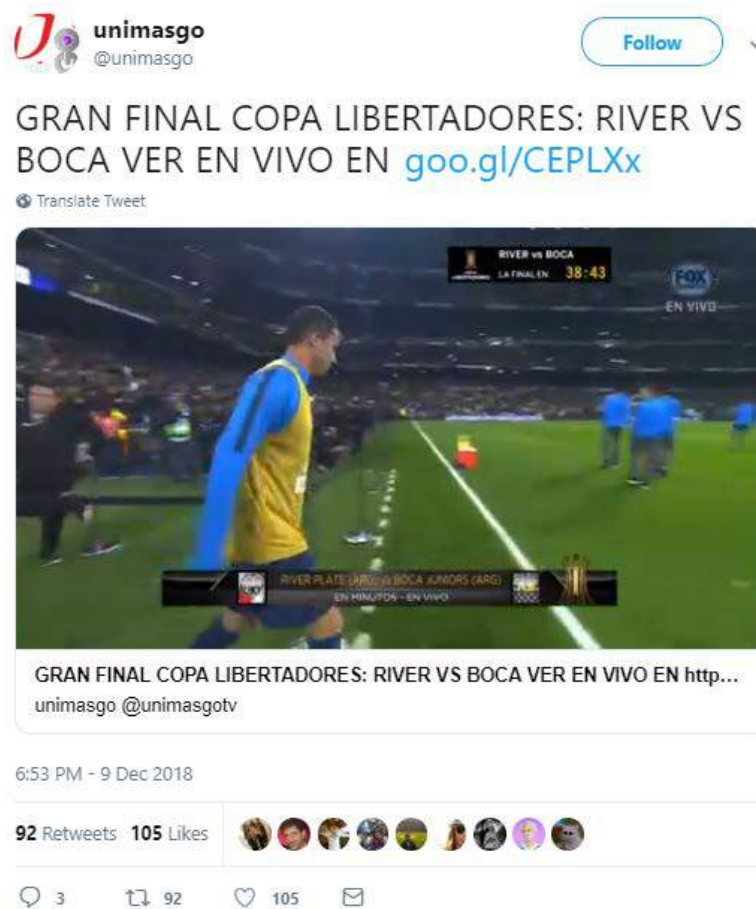 unimasgo
@unimasgo
Follow
GRAN FINAL COPA LIBERTADORES: RIVER VS
BOCA VER EN VIVO EN goo.gl/CEPLXx
Translate Tweet
RIVER vs BOCA
LA FINAL EN 38:43
FOX
EN VIVO
RIVER PLATE (ARG) vs BOCA JUNIORS (ARG)
EN MINUTOS - EN VIVO
GRAN FINAL COPA LIBERTADORES: RIVER VS BOCA VER EN VIVO EN http...
unimasgo @unimasgotv
6:53 PM - 9 Dec 2018
92 Retweets 105 Likes
3 92 105